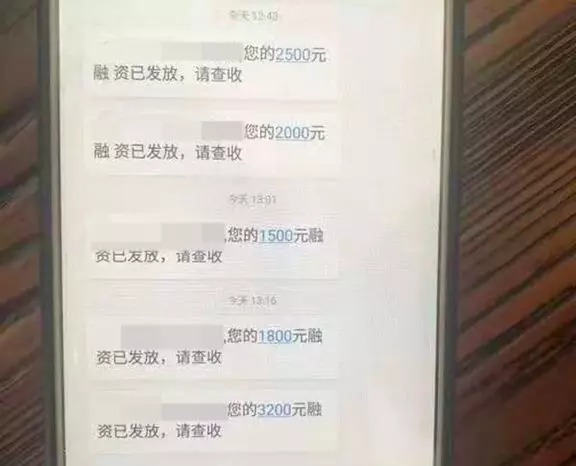 今天 12:43
您的2500元
融 资已发放，请查收
您的2000元
融 资已发放，请查收
今天 13:01
,您的1500元融
资已发放，请查收
今天 13:16
,您的1800元融
资已发放，请查收
您的3200元融
资已发放，请查收